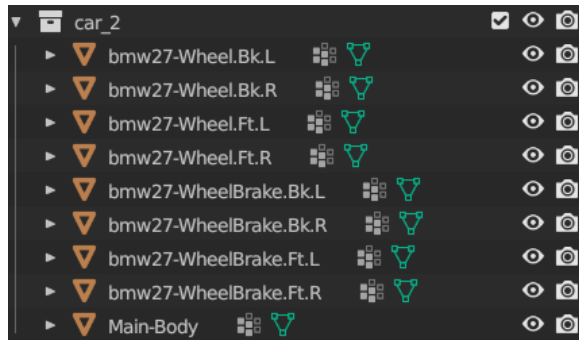 car_2
bmw27-Wheel.Bk.L
bmw27-Wheel.Bk.R
bmw27-Wheel.Ft.L
bmw27-Wheel.Ft.R
bmw27-WheelBrake.Bk.L
bmw27-WheelBrake.Bk.R
bmw27-WheelBrake.Ft.L
bmw27-WheelBrake.Ft.R
Main-Body